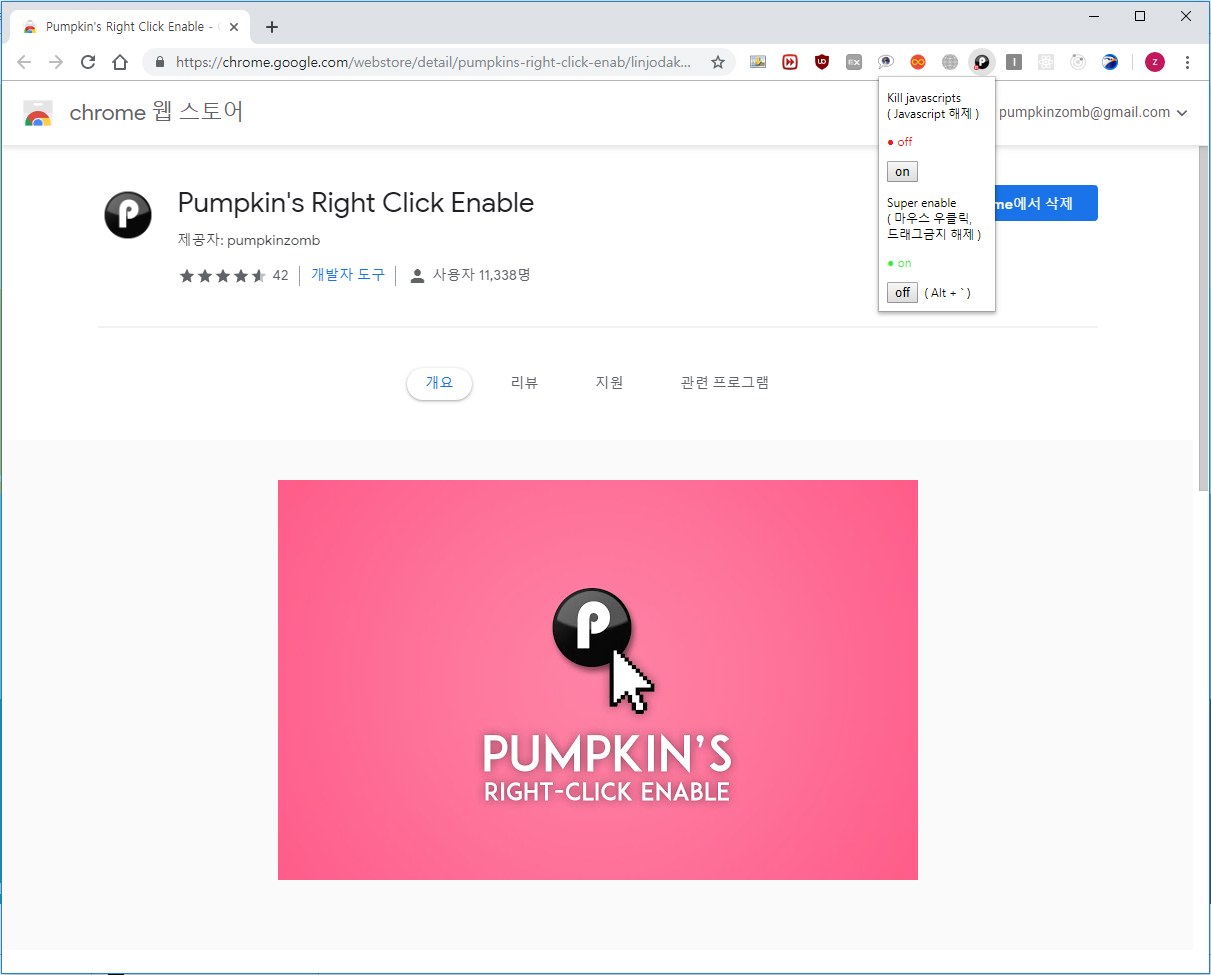 Pumpkin's Right Click Enable -
https://chrome.google.com/webstore/detail/pumpkins-right-click-enab/linjodak...
chrome 웹 스토어
pumpkinzomb@gmail.com
Kill javascripts
( Javascript 해제 )
● off
on
Super enable
( 마우스 우클릭,
드래그금지 해제 )
● on
off ( Alt + ` )
Pumpkin's Right Click Enable
me에서 삭제
제공자: pumpkinzomb
42 개발자 도구 사용자 11,338명
개요 리뷰 지원 관련 프로그램
P
PUMPKIN'S
RIGHT-CLICK ENABLE